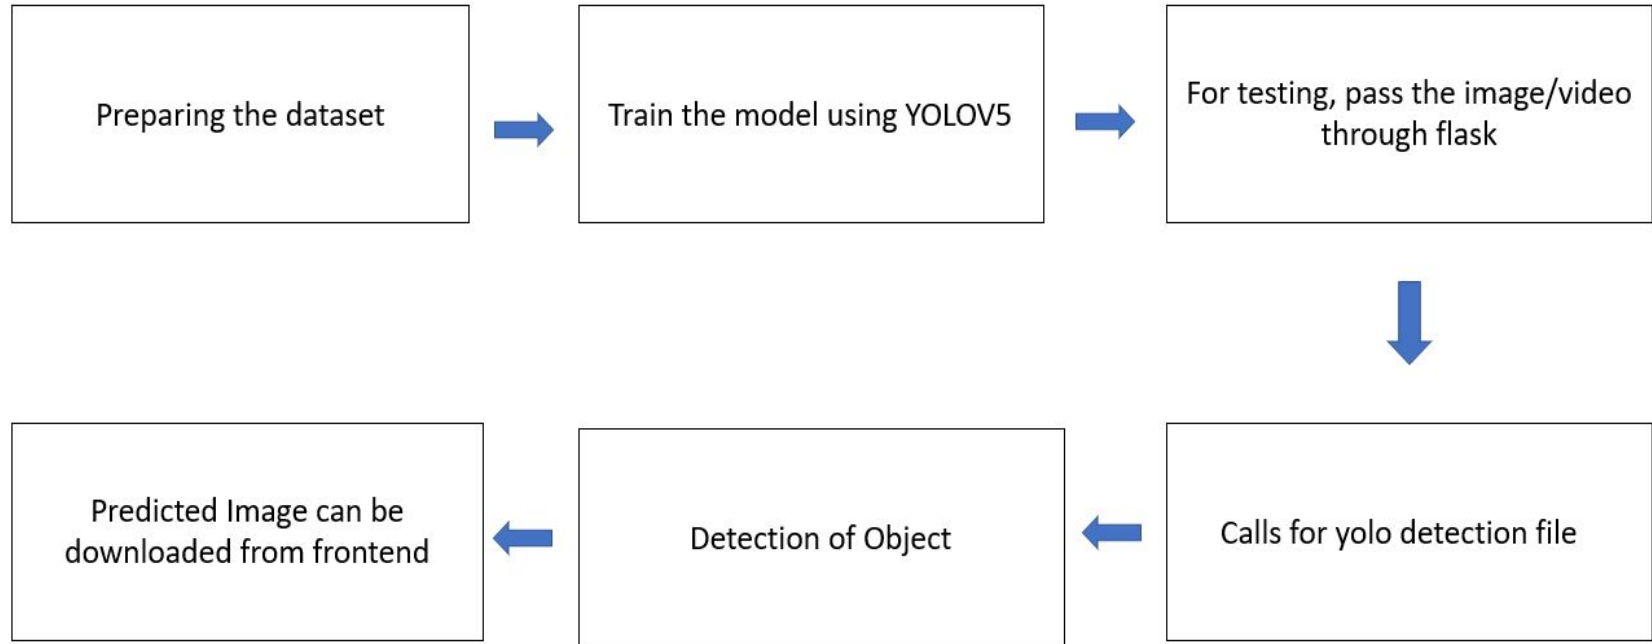 Preparing the dataset
Train the model using YOLOV5
For testing, pass the image/video
through flask
Calls for yolo detection file
Detection of Object
Predicted Image can be
downloaded from frontend